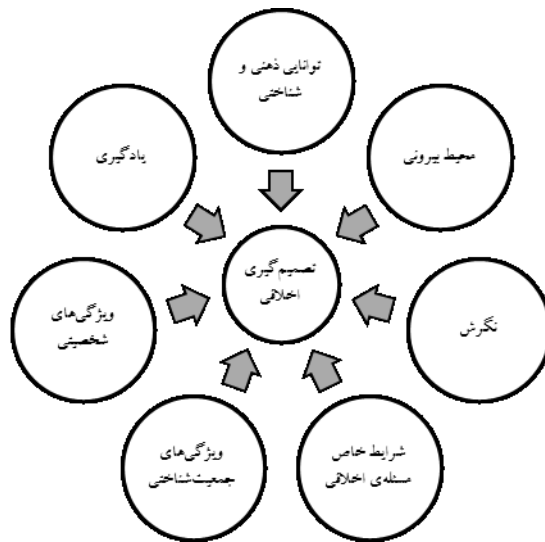 توانایی ذهنی و
شناختی
محیط بیرونی
یادگیری
تصمیم‌گیری
اخلاقی
نگرش
ویژگی‌های
شخصیتی
شرایط خاص
مسئله‌ی اخلاقی
ویژگی‌های
جمعیت‌شناختی